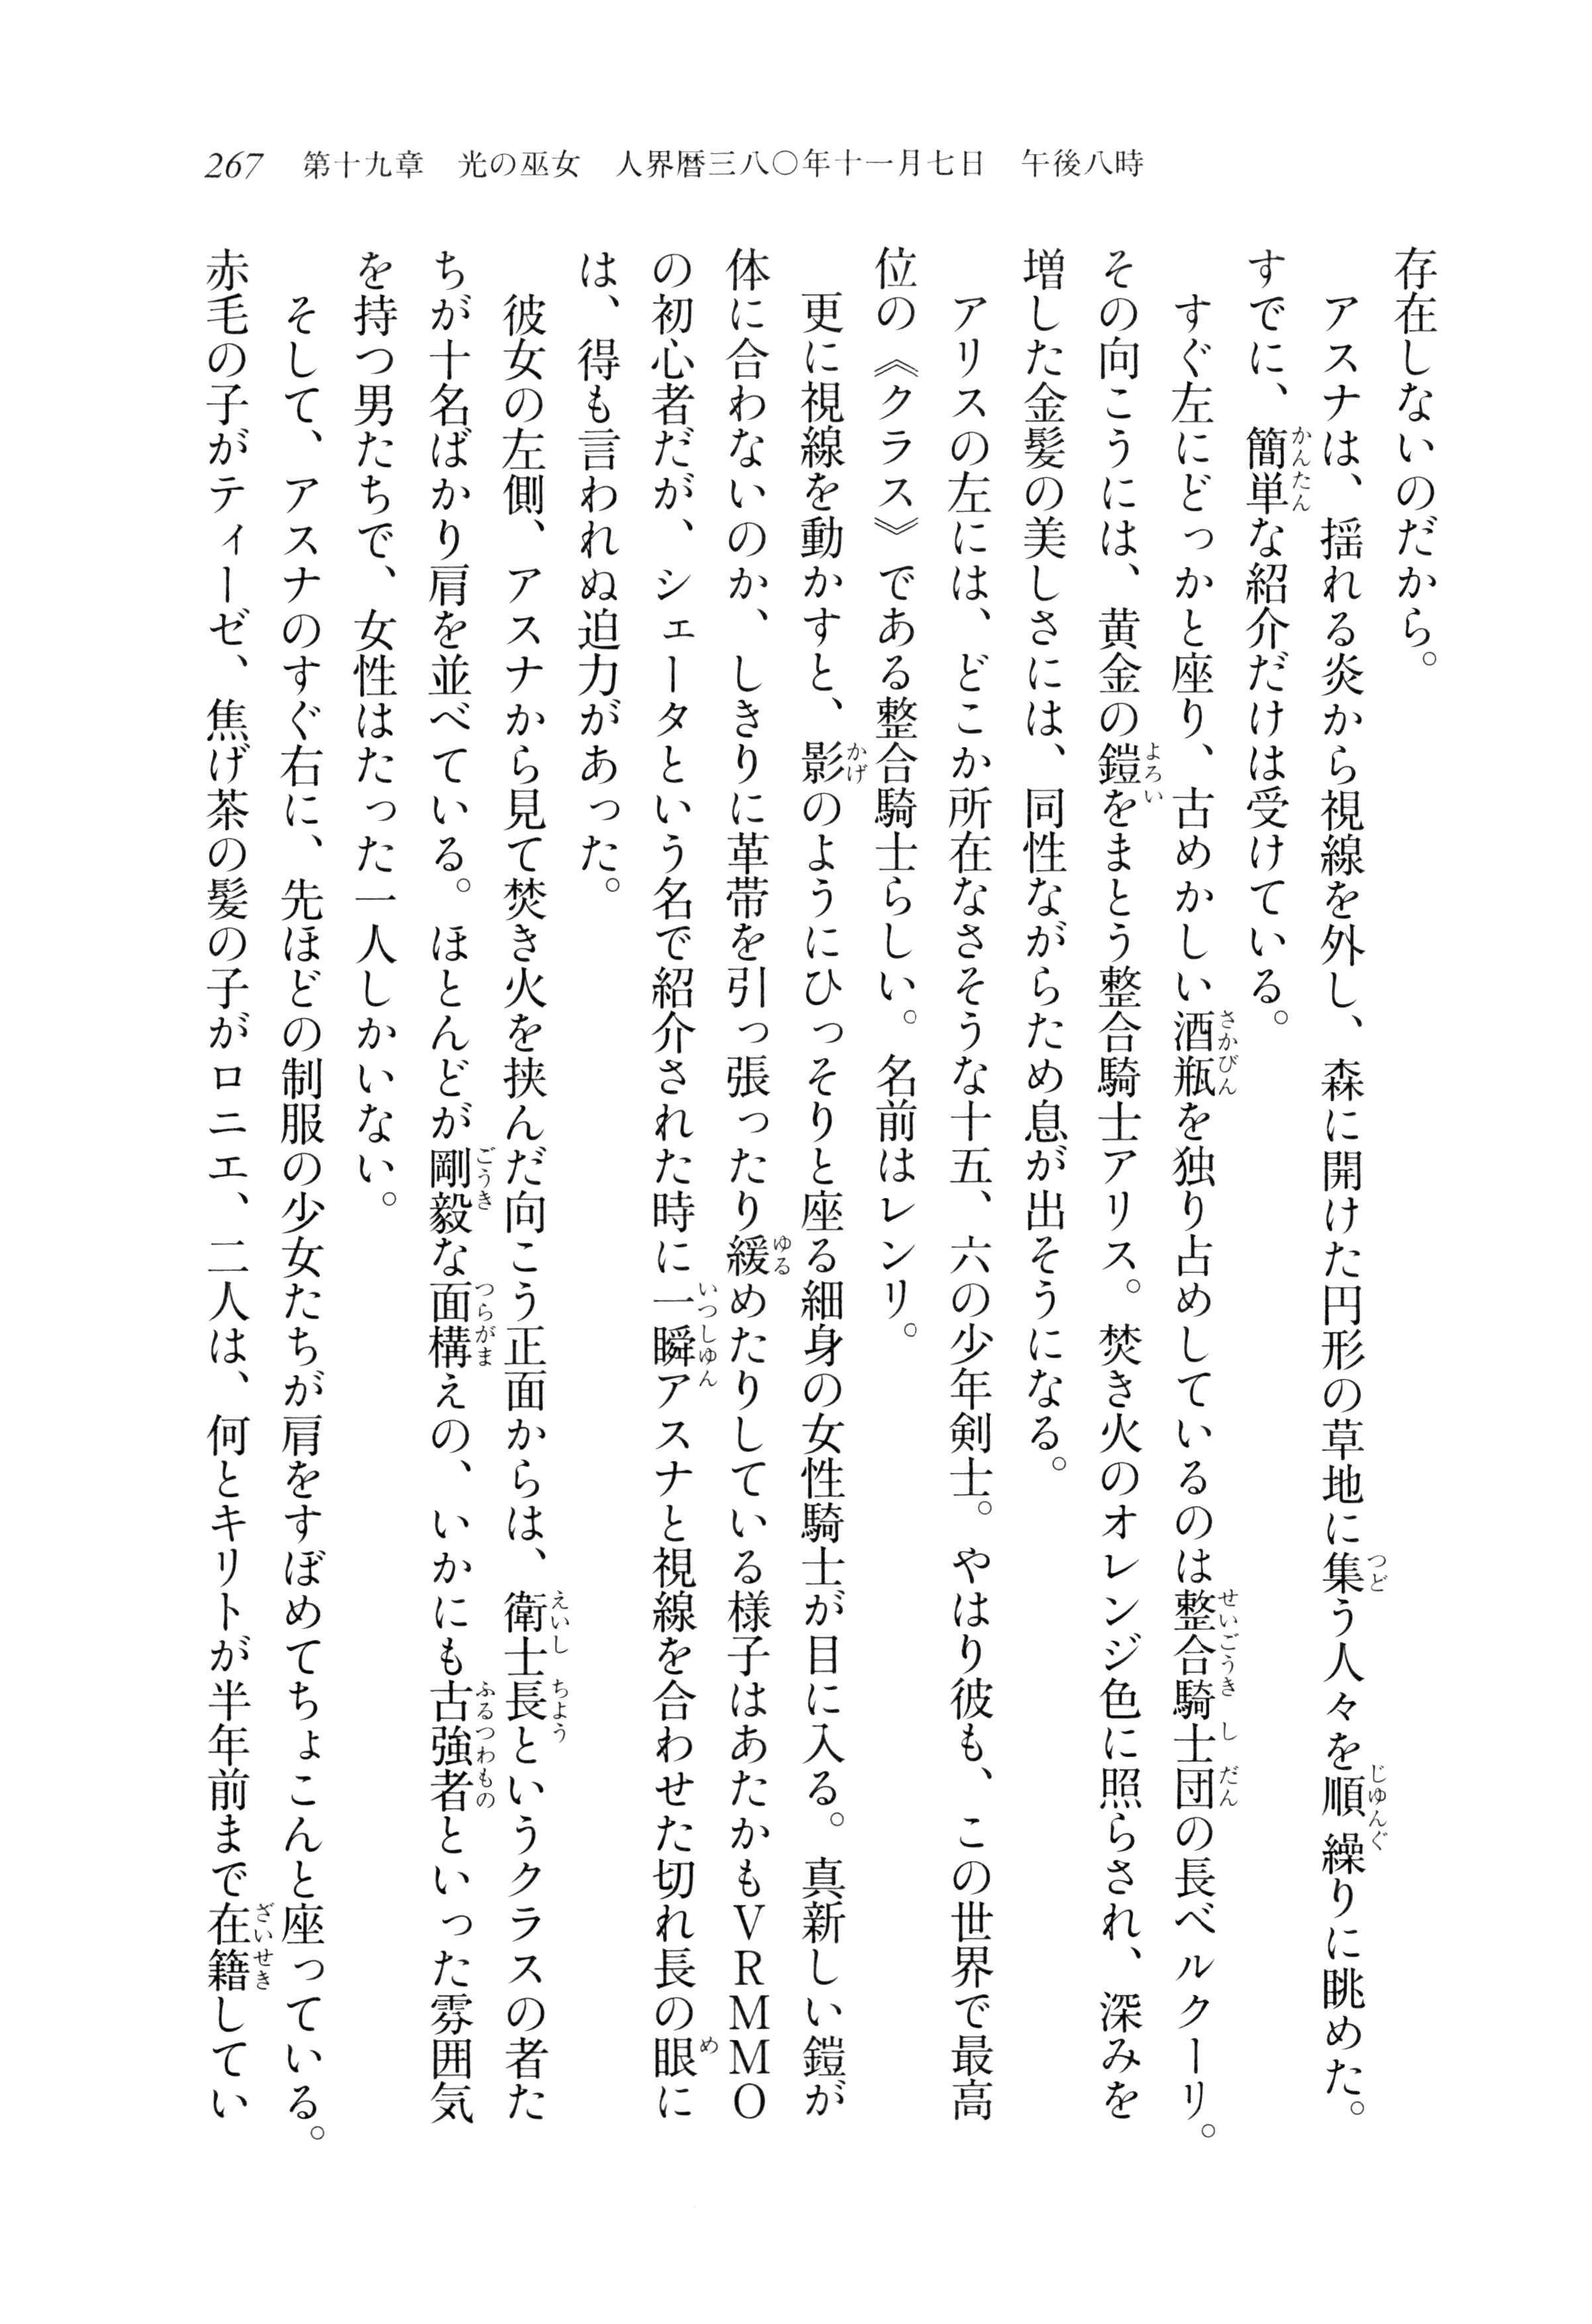 267　第十九章　光の巫女　人界暦三八〇年十一月七日　午後八時
存在しないのだから。
　アスナは、揺れる炎から視線を外し、森に開けた円形の草地に集う人々を順繰りに眺めた。
すでに、簡単な紹介だけは受けている。
　すぐ左にどっかと座り、古めかしい酒瓶を独り占めしているのは整合騎士団の長ベルクーリ。
その向こうには、黄金の鎧をまとう整合騎士アリス。焚き火のオレンジ色に照らされ、深みを
増した金髪の美しさには、同性ながらため息が出そうになる。
　アリスの左には、どこか所在なさそうな十五、六の少年剣士。やはり彼も、この世界で最高
位の《クラス》である整合騎士らしい。名前はレンリ。
　更に視線を動かすと、影のようにひっそりと座る細身の女性騎士が目に入る。真新しい鎧が
体に合わないのか、しきりに革帯を引っ張ったり緩めたりしている様子はあたかもＶＲＭＭＯ
の初心者だが、シェータという名で紹介された時に一瞬アスナと視線を合わせた切れ長の眼に
は、得も言われぬ迫力があった。
　彼女の左側、アスナから見て焚き火を挟んだ向こう正面からは、衛士長というクラスの者た
ちが十名ばかり肩を並べている。ほとんどが剛毅な面構えの、いかにも古強者といった雰囲気
を持つ男たちで、女性はたった一人しかいない。
　そして、アスナのすぐ右に、先ほどの制服の少女たちが肩をすぼめてちょこんと座っている。
赤毛の子がティーゼ、焦げ茶の髪の子がロニエ、二人は、何とキリトが半年前まで在籍してい